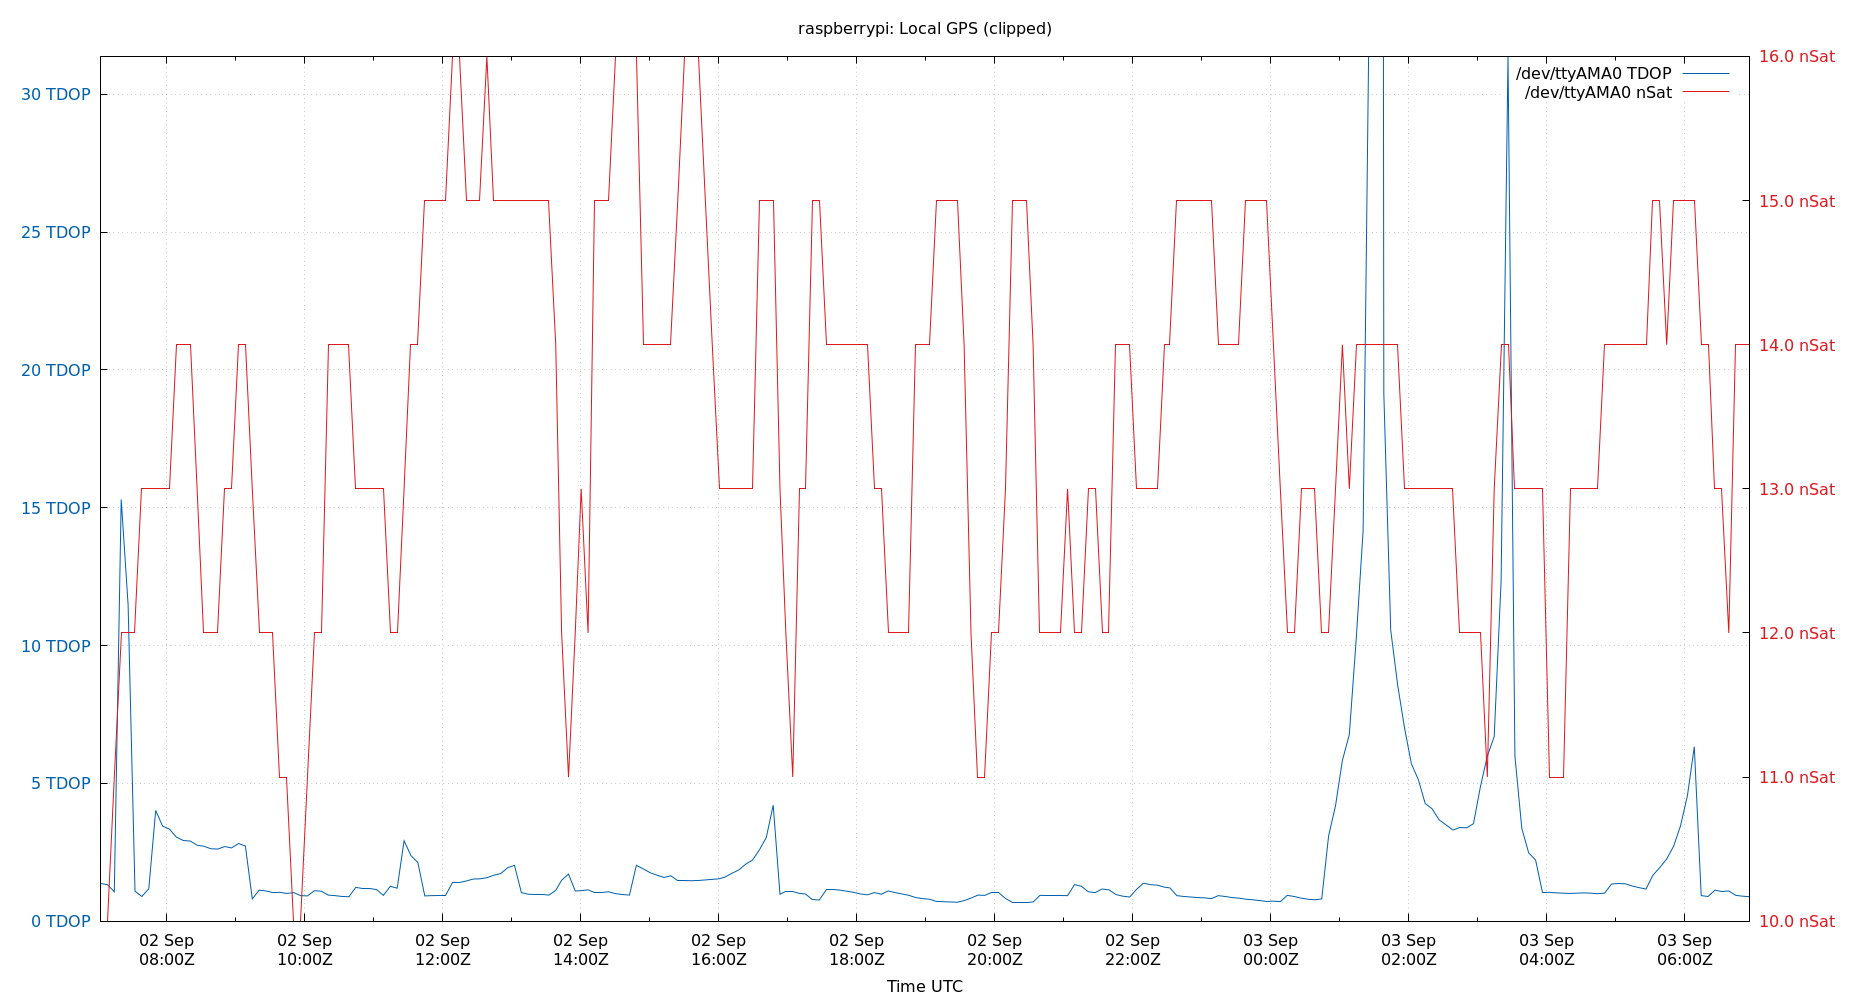 raspberrypi: Local GPS (clipped)
/dev/ttyAMA0 TDOP
/dev/ttyAMA0 nSat
30 TDOP
25 TDOP
20 TDOP
15 TDOP
10 TDOP
5 TDOP
0 TDOP
16.0 nSat
15.0 nSat
14.0 nSat
13.0 nSat
12.0 nSat
11.0 nSat
10.0 nSat
02 Sep
08:00Z
02 Sep
10:00Z
02 Sep
12:00Z
02 Sep
14:00Z
02 Sep
16:00Z
02 Sep
18:00Z
02 Sep
20:00Z
02 Sep
22:00Z
03 Sep
00:00Z
03 Sep
02:00Z
03 Sep
04:00Z
03 Sep
06:00Z
Time UTC